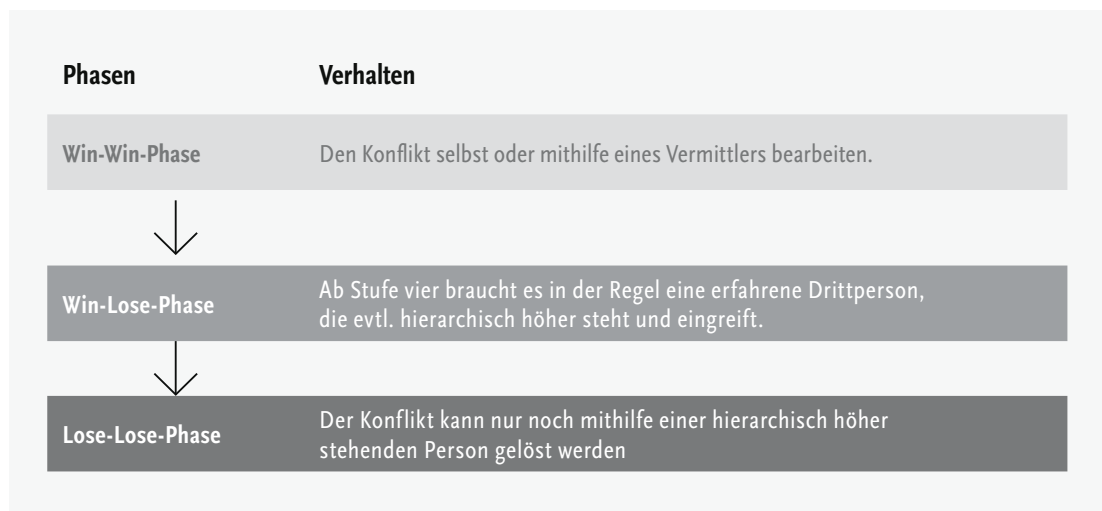 Phasen Verhalten
Win-Win-Phase Den Konflikt selbst oder mithilfe eines Vermittlers bearbeiten.
Win-Lose-Phase Ab Stufe vier braucht es in der Regel eine erfahrene Drittperson,
die evtl. hierarchisch höher steht und eingreift.
Lose-Lose-Phase Der Konflikt kann nur noch mithilfe einer hierarchisch höher
stehenden Person gelöst werden